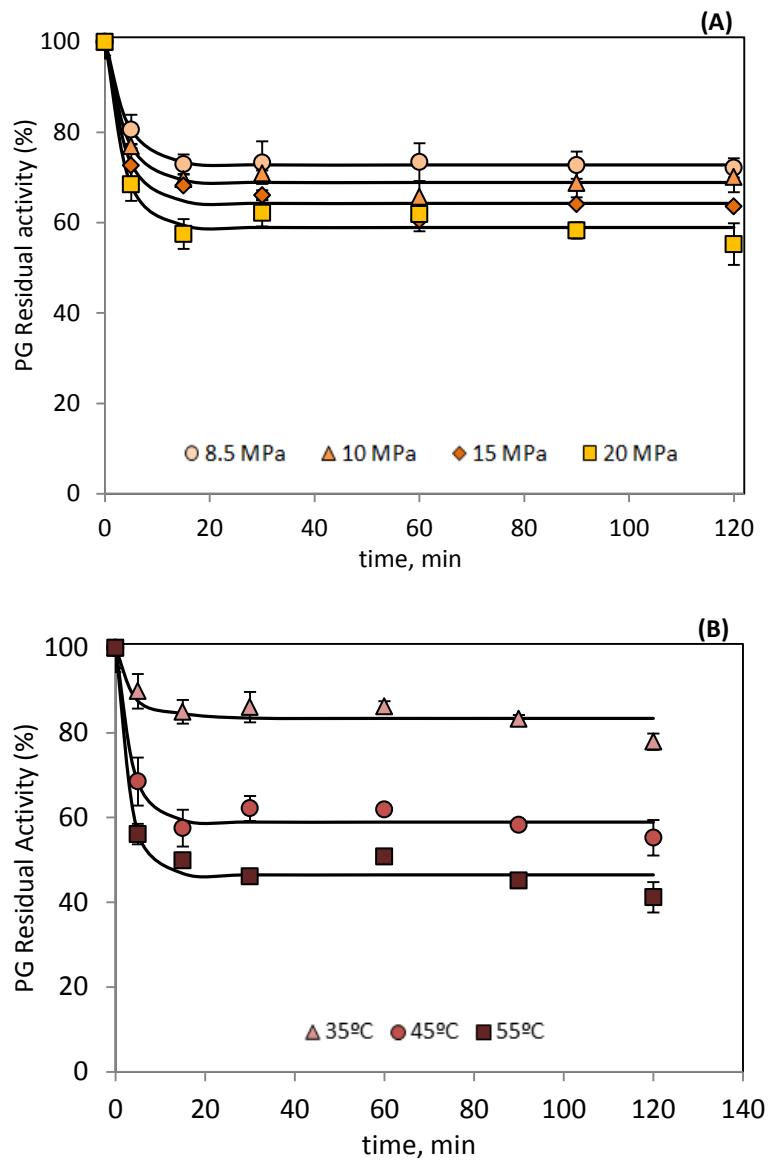 (A)
100
80
60
40
20
0
PG Residual activity (%)
8.5 MPa 10 MPa 15 MPa 20 MPa
0 20 40 60 80 100 120
time, min
(B)
100
80
60
40
20
0
PG Residual Activity (%)
35ºC 45ºC 55ºC
0 20 40 60 80 100 120 140
time, min